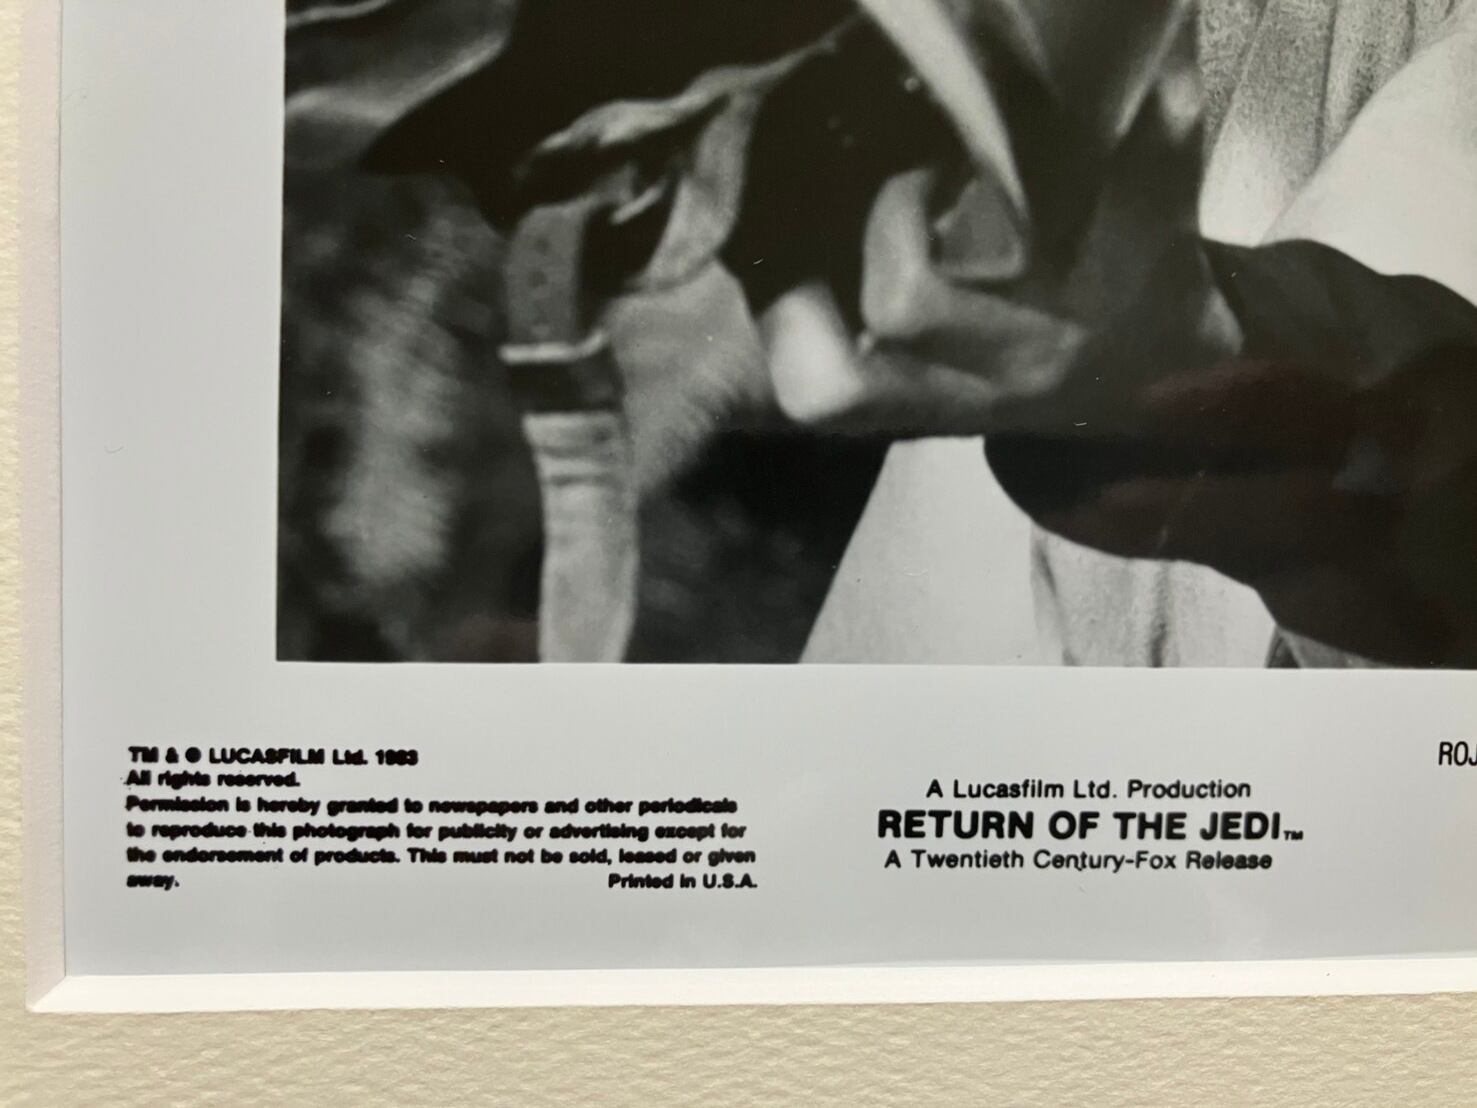 TM & © LUCASFILM Ltd. 1983
All rights reserved.
Permission is hereby granted to newspapers and other periodicals
to reproduce this photograph for publicity or advertising except for
the endorsement of products. This must not be sold, leased or given
away. Printed in U.S.A.
A Lucasfilm Ltd. Production
RETURN OF THE JEDI™
A Twentieth Century-Fox Release
ROJ